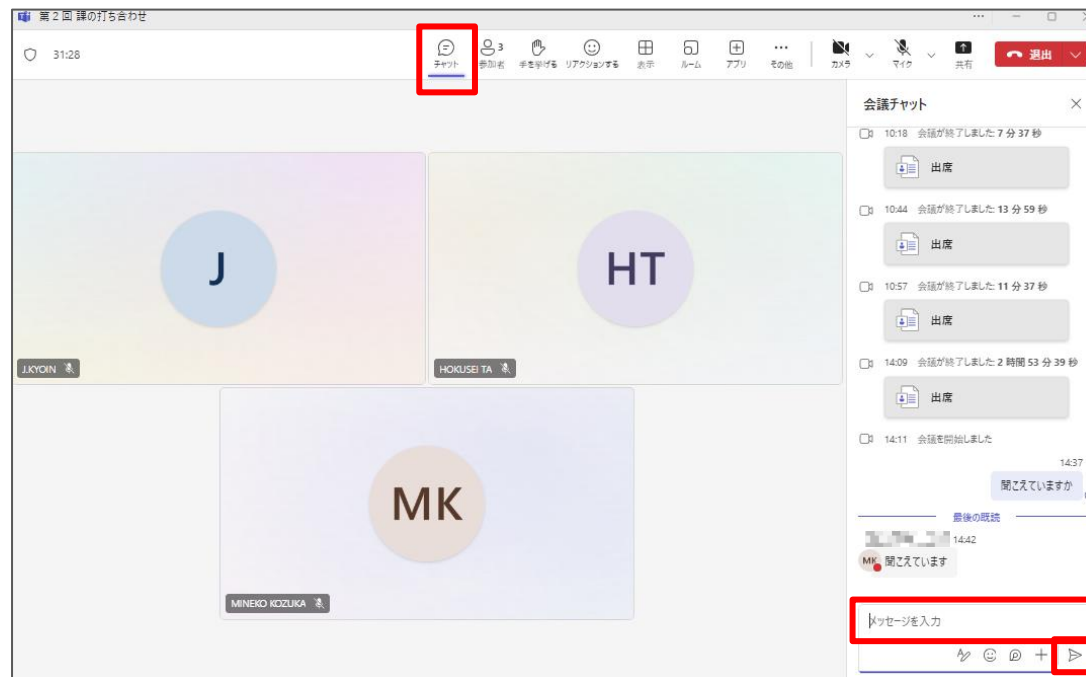 第2回 課の打ち合わせ
31:28
チャット
参加者 3
手を挙げる
リアクションする
表示
ルーム
アプリ
その他
カメラ
マイク
共有
退出
会議チャット
10:18 会議が終了しました: 7 分 37 秒
出席
10:44 会議が終了しました: 13 分 59 秒
出席
10:57 会議が終了しました: 11 分 37 秒
出席
14:09 会議が終了しました: 2 時間 53 分 39 秒
出席
14:11 会議を開始しました
14:37
聞こえていますか
最後の既読
14:42
MK 聞こえています
メッセージを入力
J
J.KYOIN
HT
HOKUSEI TA
MK
MINEKO KOZUKA